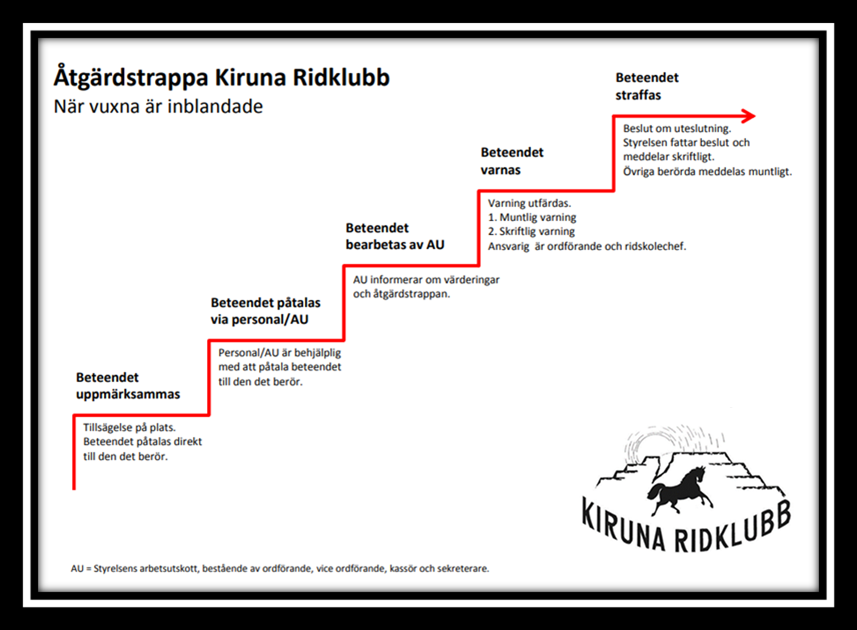 Åtgärdstrappa Kiruna Ridklubb
När vuxna är inblandade
Beteendet
uppmärksammas
Tillsägelse på plats.
Beteendet påtalas direkt
till den det berör.
Beteendet påtalas
via personal/AU
Personal/AU är behjälplig
med att påtala beteendet
till den det berör.
Beteendet
bearbetas av AU
AU informerar om värderingar
och åtgärdstrappan.
Beteendet
varnas
Varning utfärdas.
1. Muntlig varning
2. Skriftlig varning
Ansvarig är ordförande och ridskolechef.
Beteendet
straffas
Beslut om uteslutning.
Styrelsen fattar beslut och
meddelar skriftligt.
Övriga berörda meddelas muntligt.
KIRUNA RIDKLUBB
AU = Styrelsens arbetsutskott, bestående av ordförande, vice ordförande, kassör och sekreterare.